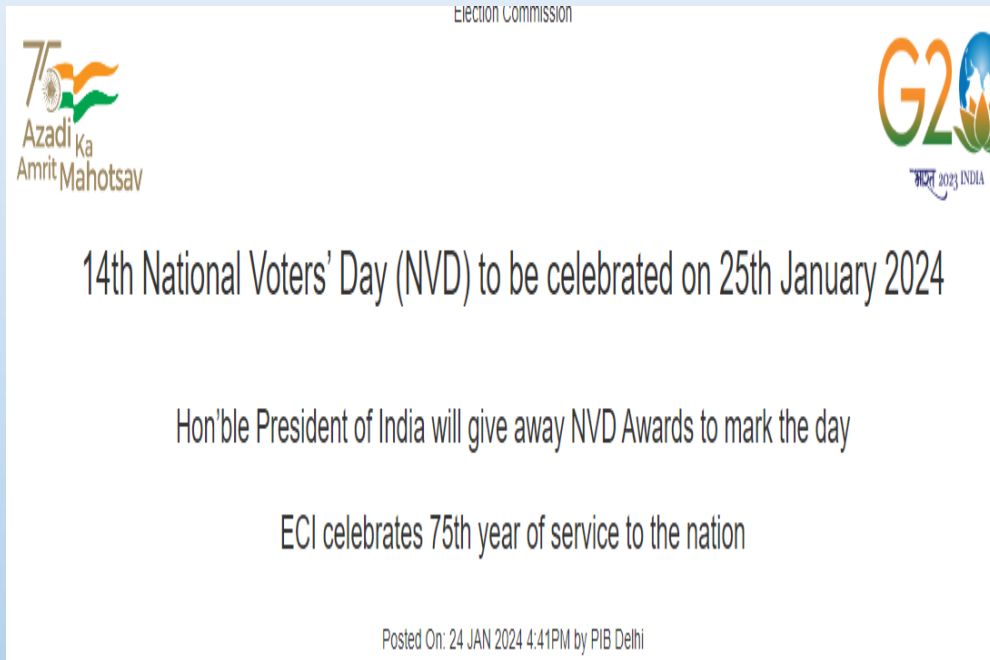 Election Commission
75
Azadi Ka
Amrit Mahotsav
G20
भारत 2023 INDIA
14th National Voters’ Day (NVD) to be celebrated on 25th January 2024
Hon’ble President of India will give away NVD Awards to mark the day
ECI celebrates 75th year of service to the nation
Posted On: 24 JAN 2024 4:41PM by PIB Delhi